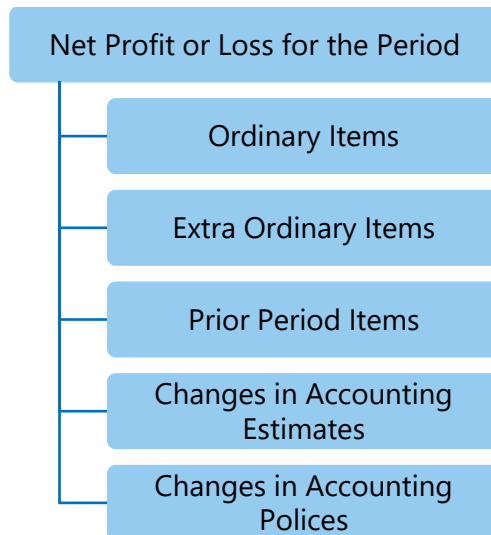 Net Profit or Loss for the Period
Ordinary Items
Extra Ordinary Items
Prior Period Items
Changes in Accounting
Estimates
Changes in Accounting
Polices